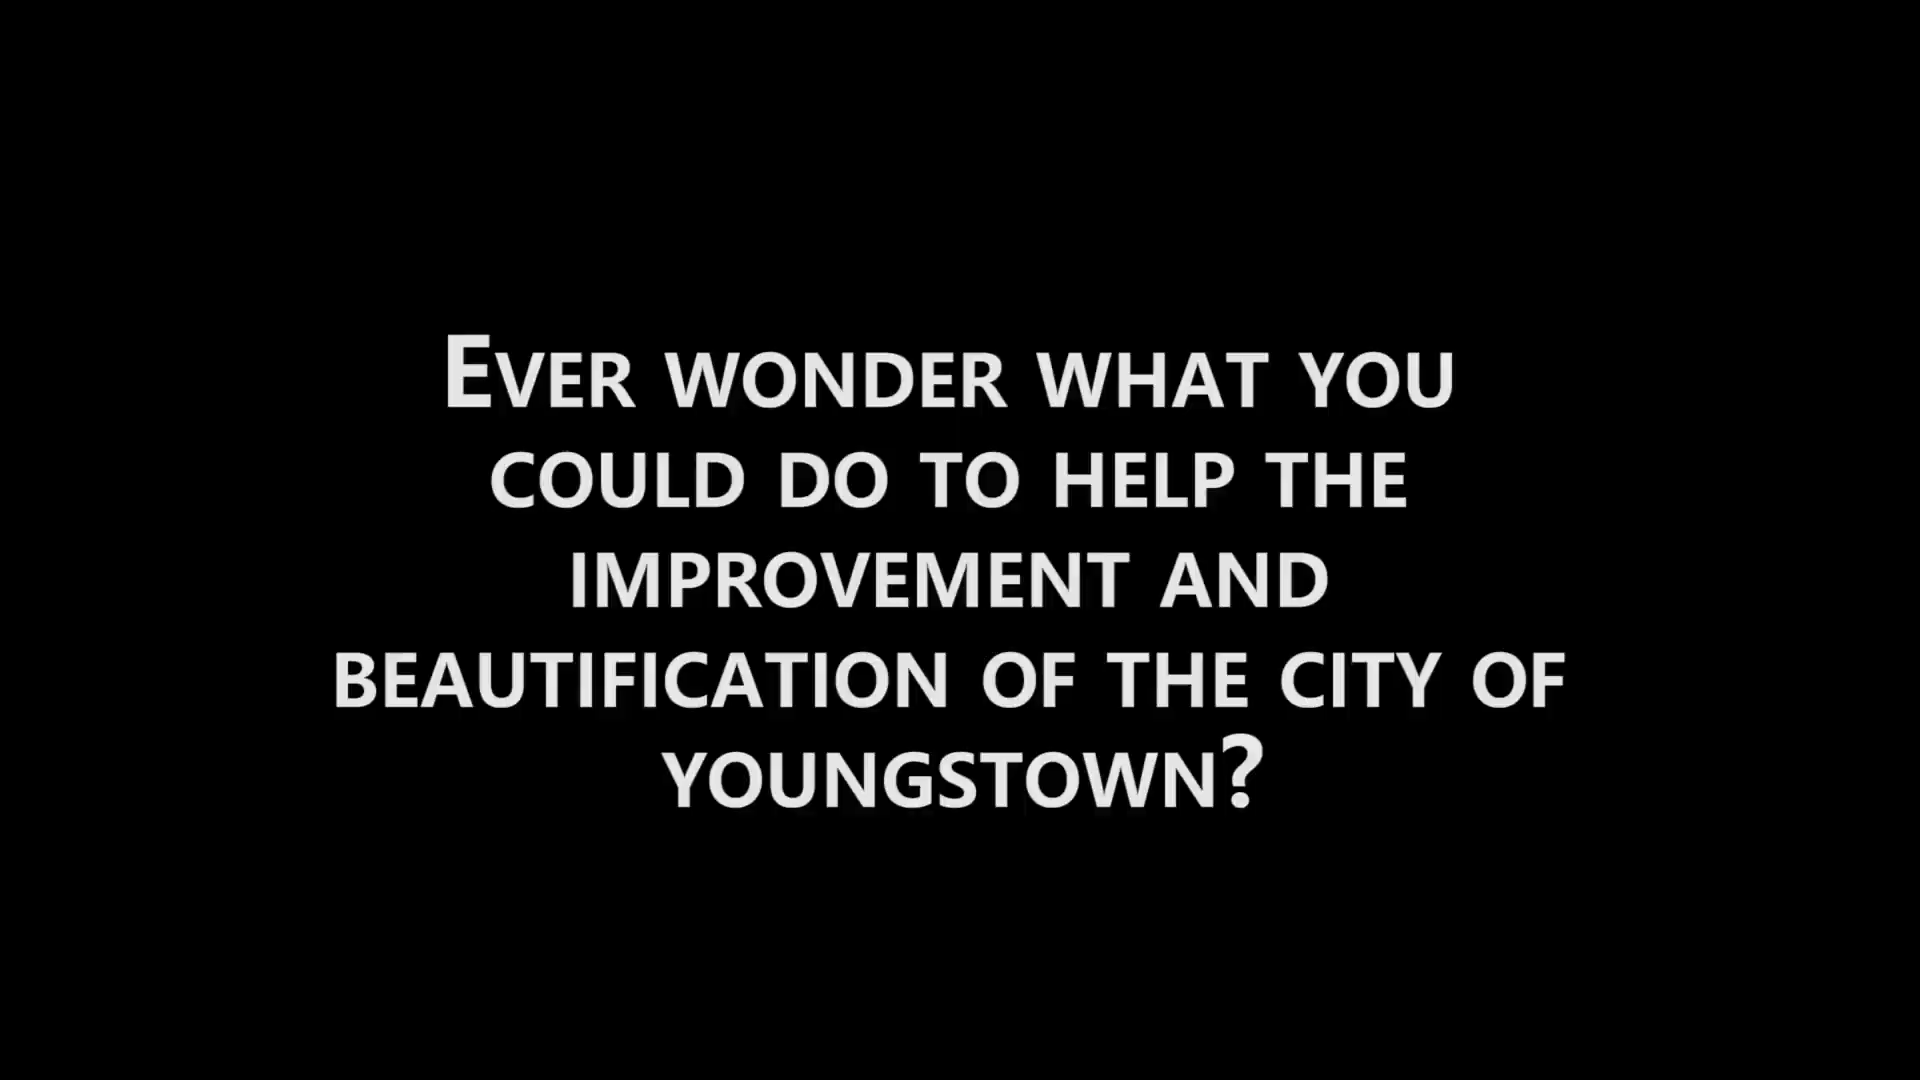 Ever wonder what you
could do to help the
improvement and
beautification of the city of
youngstown?